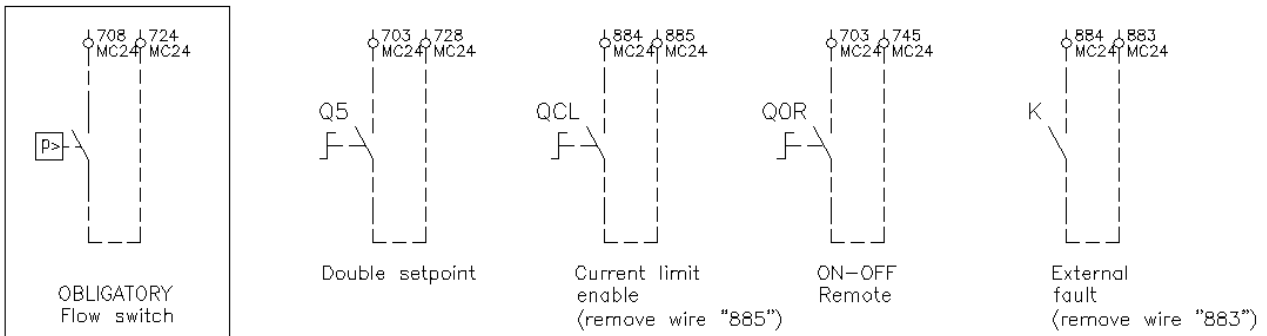 708 724
MC24 MC24
P>
OBLIGATORY
Flow switch
703 728
MC24 MC24
Q5
Double setpoint
884 885
MC24 MC24
QCL
Current limit
enable
(remove wire "885")
703 745
MC24 MC24
Q0R
ON-OFF
Remote
884 883
MC24 MC24
K
External
fault
(remove wire "883")